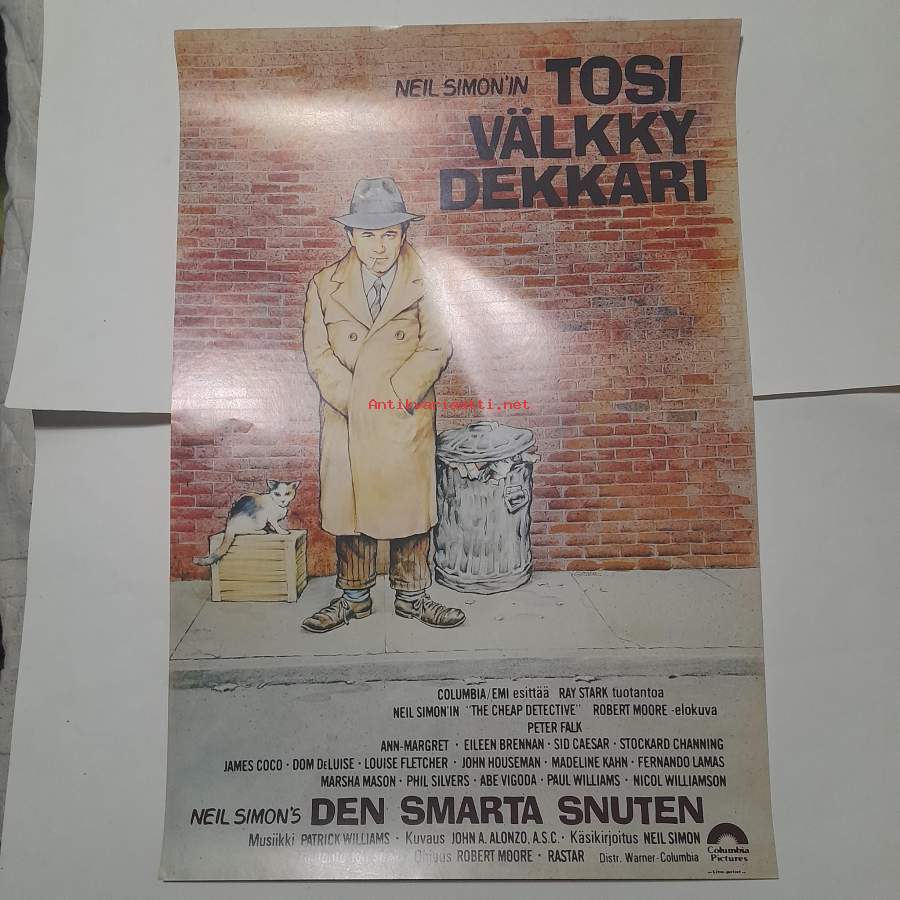 NEIL SIMON'IN TOSI
VÄLKKY
DEKKARI
Antikvariaatti.net
COLUMBIA/EMI esittää RAY STARK tuotantoa
NEIL SIMON'IN "THE CHEAP DETECTIVE" ROBERT MOORE -elokuva
PETER FALK
ANN-MARGRET · EILEEN BRENNAN · SID CAESAR · STOCKARD CHANNING
JAMES COCO · DOM DeLUISE · LOUISE FLETCHER · JOHN HOUSEMAN · MADELINE KAHN · FERNANDO LAMAS
MARSHA MASON · PHIL SILVERS · ABE VIGODA · PAUL WILLIAMS · NICOL WILLIAMSON
NEIL SIMON'S DEN SMARTA SNUTEN
Musiikki PATRICK WILLIAMS · Kuvaus JOHN A. ALONZO, A.S.C. · Käsikirjoitus NEIL SIMON
Ohjaus ROBERT MOORE · RASTAR Distr. Warner-Columbia
Columbia
Pictures